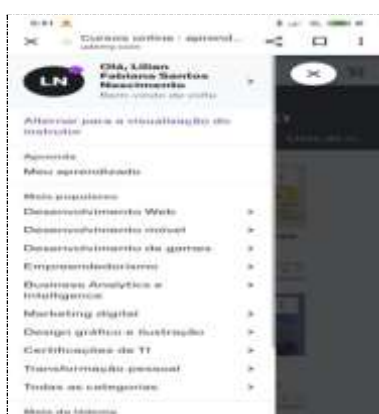 Cursos online - aprend...
udemy.com
LN
Olá, Lilian
Fabiana Santos
Nascimento
Bem-vindo de volta
Alternar para a visualização do
instrutor
Aprenda
Meu aprendizado
Mais populares
Desenvolvimento Web
Desenvolvimento móvel
Desenvolvimento de games
Empreendedorismo
Business Analytics e
Intelligence
Marketing digital
Design gráfico e ilustração
Certificações de TI
Transformação pessoal
Todas as categorias
Mais da Udemy